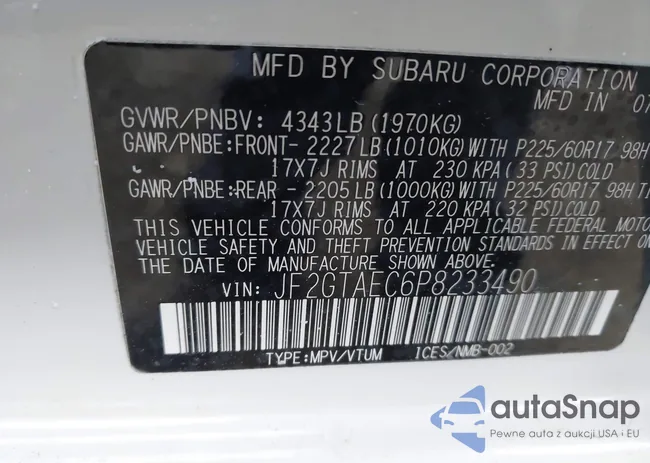 MFD BY SUBARU CORPORATION
MFD IN 07
GVWR/PNBV: 4343LB (1970KG)
GAWR/PNBE:FRONT- 2227LB (1010KG) WITH P225/60R17 98H
17X7J RIMS AT 230 KPA (33 PSI) COLD
GAWR/PNBE:REAR - 2205LB (1000KG) WITH P225/60R17 98H TI
17X7J RIMS AT 220 KPA (32 PSI) COLD
THIS VEHICLE CONFORMS TO ALL APPLICABLE FEDERAL MOTO
VEHICLE SAFETY AND THEFT PREVENTION STANDARDS IN EFFECT ON
THE DATE OF MANUFACTURE SHOWN ABOVE.
VIN: JF2GTAEC6P8233490
TYPE:MPV/VTUM ICES/NMB-002
autaSnap
Pewne auto z aukcji USA i EU